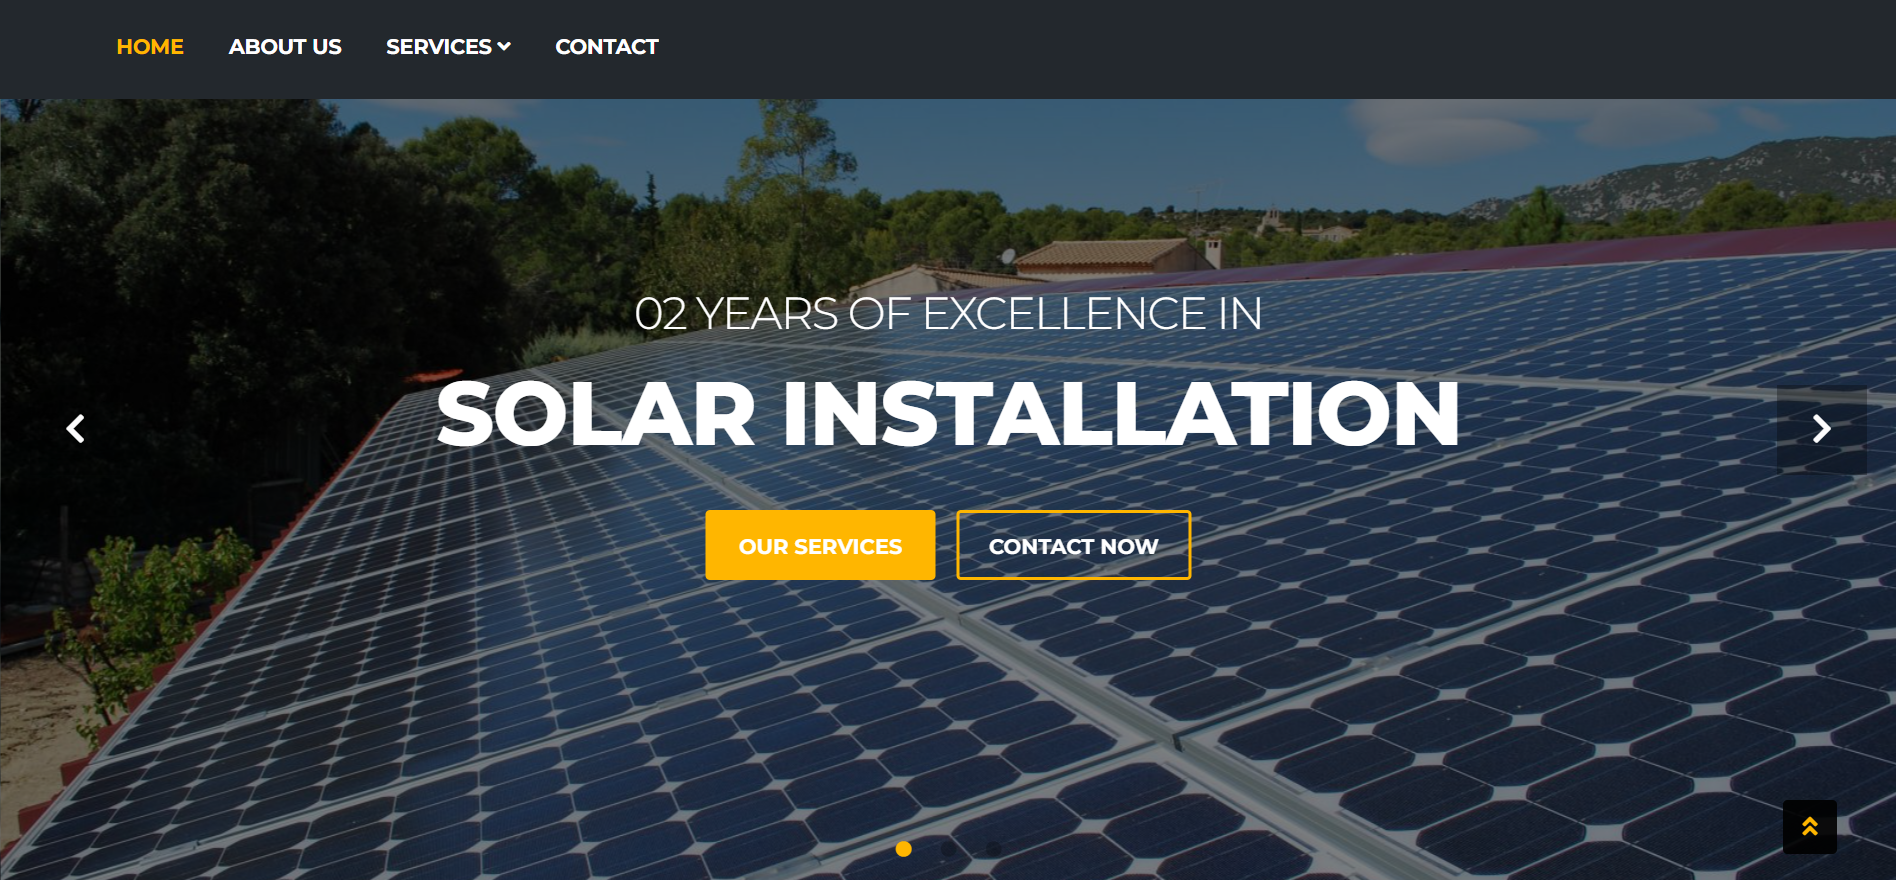 HOME ABOUT US SERVICES CONTACT
02 YEARS OF EXCELLENCE IN
SOLAR INSTALLATION
OUR SERVICES CONTACT NOW